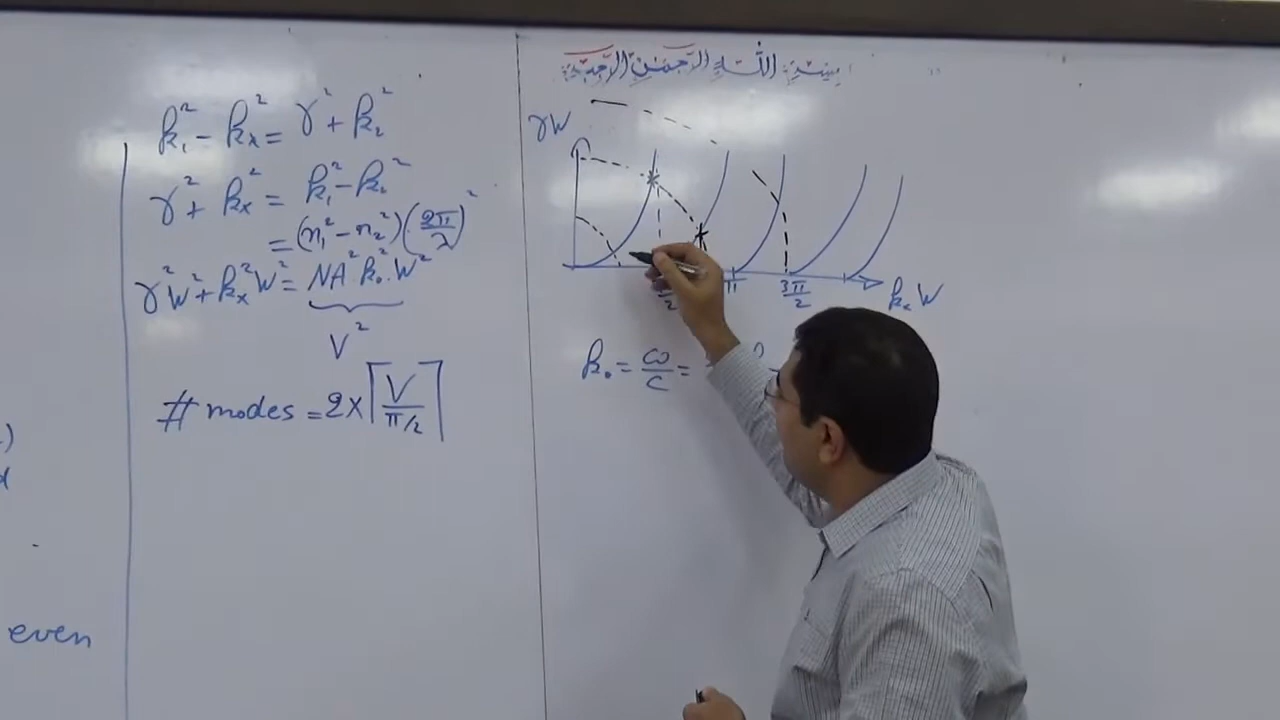 k₁² - kₓ² = γ² + k₂²
γ² + kₓ² = k₁² - k₂²
= (n₁² - n₂²)(2π/λ)²
γ²W² + kₓ²W² = NA² k₀² W²
V²
# modes = 2 × ⌈V/π/2⌉
even
بسم الله الرحمن الرحيم
γW
π
3π/2
kₓW
k₀ = ω/c =